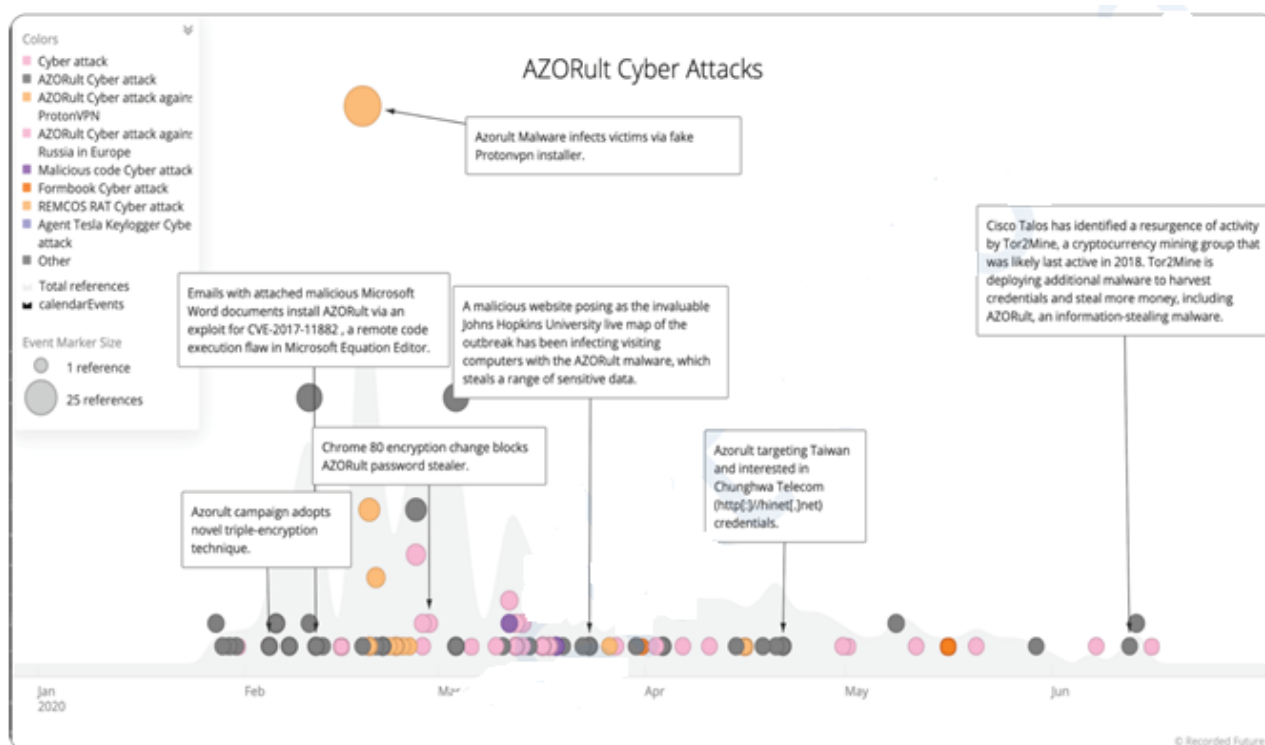 AZORult Cyber Attacks
Colors
Cyber attack
AZORult Cyber attack
AZORult Cyber attack agains
ProtonVPN
AZORult Cyber attack agains
Russia in Europe
Malicious code Cyber attack
Formbook Cyber attack
REMCOS RAT Cyber attack
Agent Tesla Keylogger Cybe
attack
Other
Total references
calendarEvents
Event Marker Size
1 reference
25 references
Azorult Malware infects victims via fake
Protonvpn installer.
Emails with attached malicious Microsoft
Word documents install AZORult via an
exploit for CVE-2017-11882 , a remote code
execution flaw in Microsoft Equation Editor.
A malicious website posing as the invaluable
Johns Hopkins University live map of the
outbreak has been infecting visiting
computers with the AZORult malware, which
steals a range of sensitive data.
Cisco Talos has identified a resurgence of activity
by Tor2Mine, a cryptocurrency mining group that
was likely last active in 2018. Tor2Mine is
deploying additional malware to harvest
credentials and steal more money, including
AZORult, an information-stealing malware.
Chrome 80 encryption change blocks
AZORult password stealer.
Azorult targeting Taiwan
and interested in
Chunghwa Telecom
(http[:]//hinet[.]net)
credentials.
Azorult campaign adopts
novel triple-encryption
technique.
Jan
2020
Feb
Apr
May
Jun
© Recorded Future